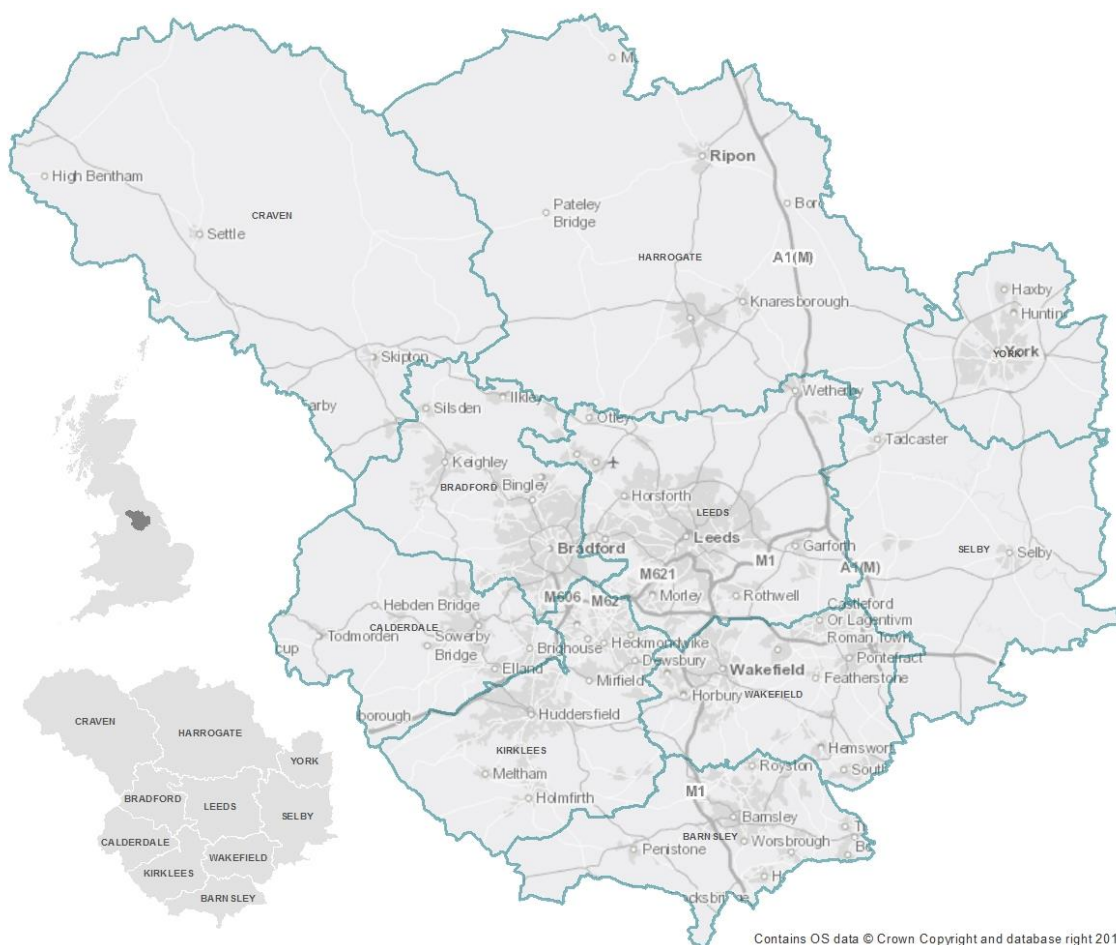 High Bentham
CRAVEN
Settle
Skipton
Ripon
Pateley
Bridge
HARROGATE
A1(M)
Knaresborough
Haxby
YORK
York
Wetherby
Silsden
Ilkley
Otley
Tadcaster
Keighley
BRADFORD
Bingley
Horsforth
LEEDS
Leeds
Bradford
Garforth
SELBY
Selby
M621
M1
A1(M)
M606
M62
Morley
Rothwell
Hebden Bridge
CALDERDALE
Todmorden
Sowerby
Bridge
Brighouse
Elland
Heckmondwike
Dewsbury
Mirfield
Castleford
Or Lagentivm
Roman Town
Pontefract
Featherstone
Wakefield
WAKEFIELD
Horbury
Huddersfield
KIRKLEES
Meltham
Holmfirth
Royston
M1
Barnsley
BARNSLEY
Worsbrough
Penistone
CRAVEN
HARROGATE
YORK
BRADFORD
LEEDS
SELBY
CALDERDALE
WAKEFIELD
KIRKLEES
BARNSLEY
Contains OS data © Crown Copyright and database right